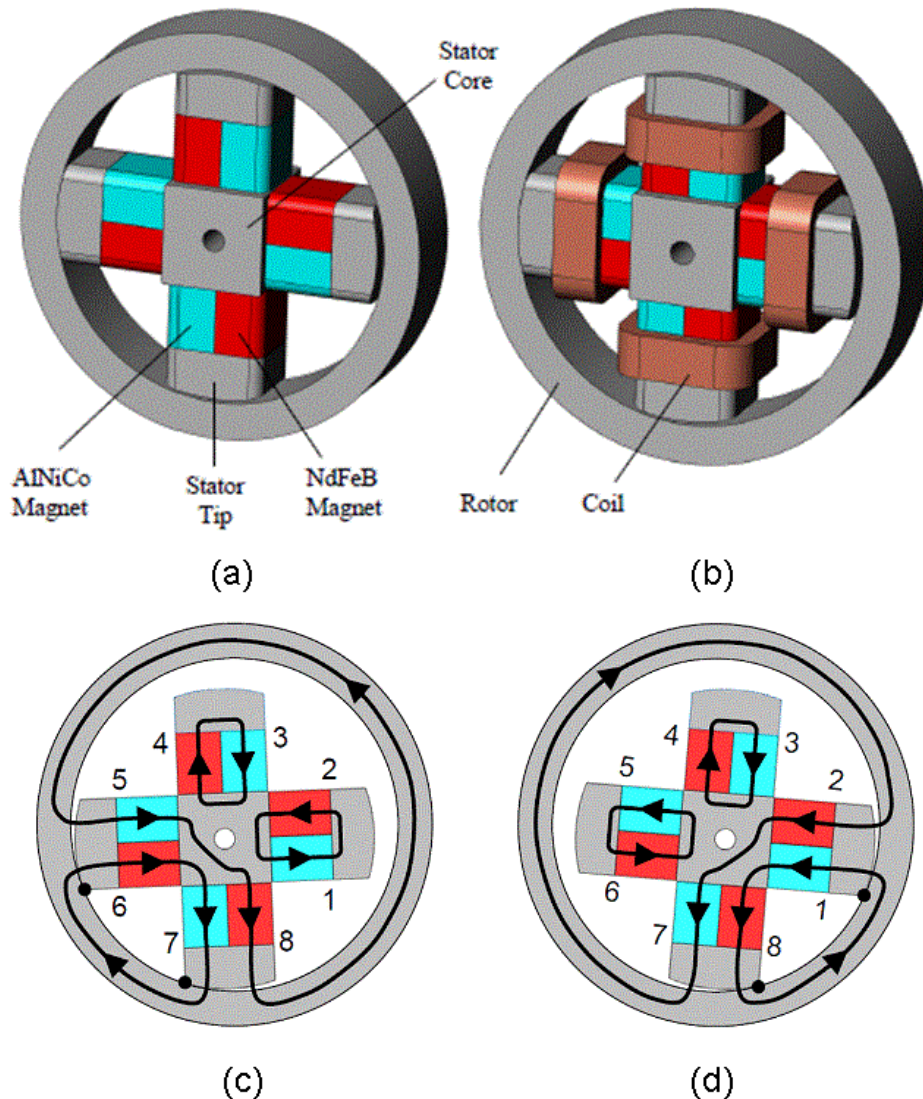 Stator
Core
AlNiCo
Magnet
Stator
Tip
NdFeB
Magnet
Rotor
Coil
(a)
(b)
4
3
5
2
6
1
7
8
4
3
5
2
6
1
7
8
(c)
(d)